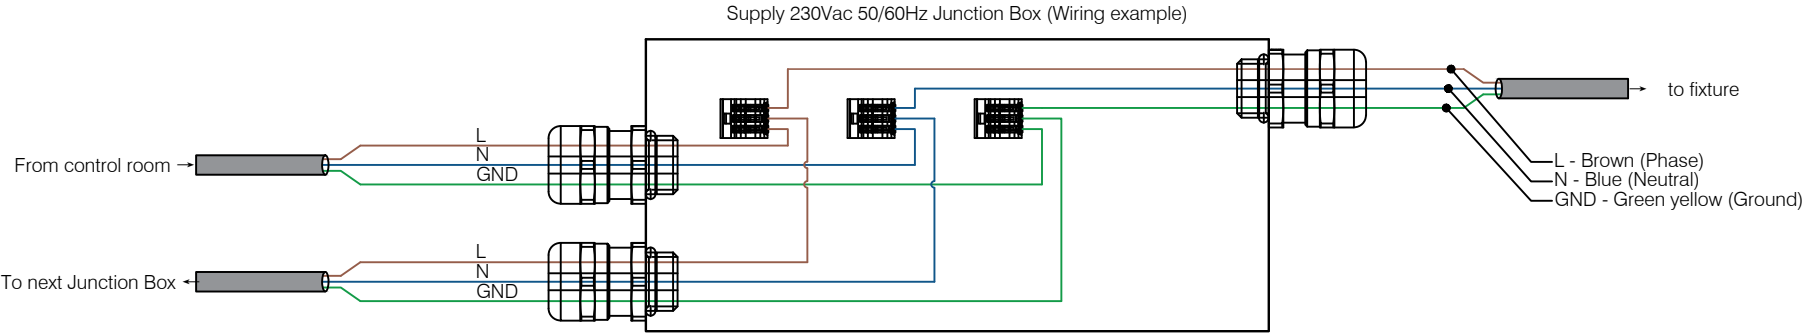 Supply 230Vac 50/60Hz Junction Box (Wiring example)
to fixture
L
N
GND
From control room
L - Brown (Phase)
N - Blue (Neutral)
GND - Green yellow (Ground)
L
N
GND
To next Junction Box